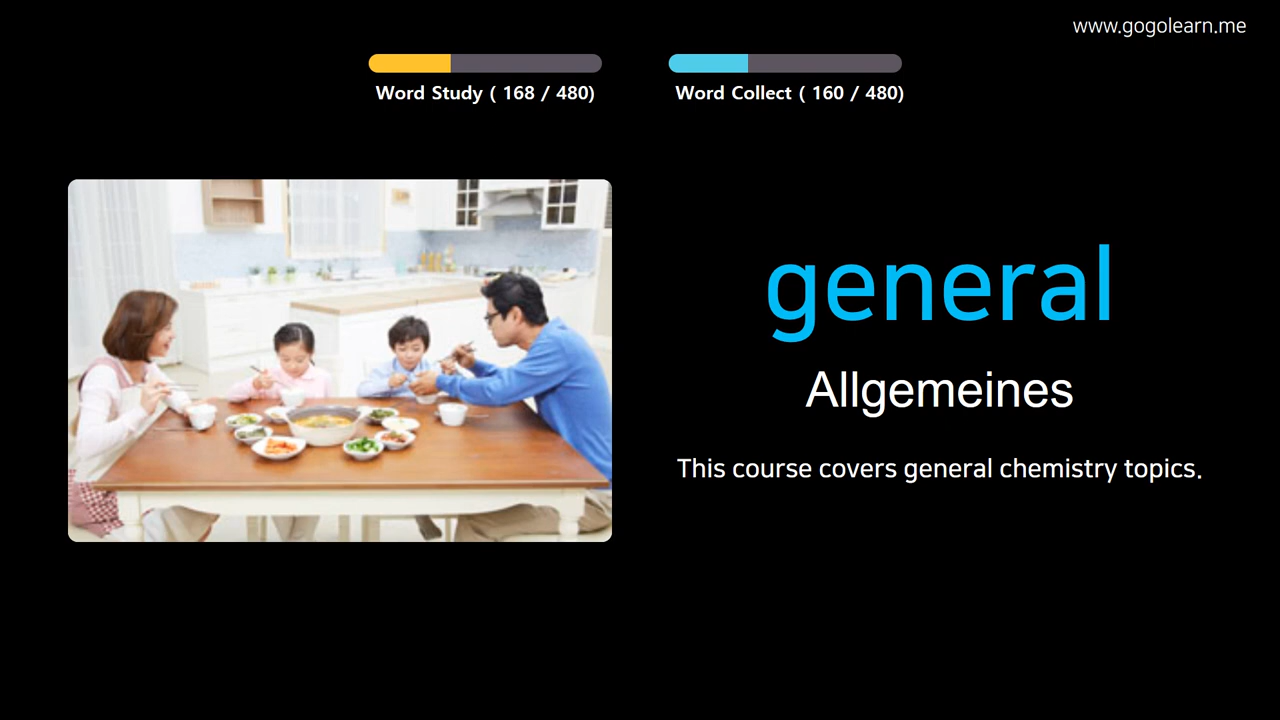 www.gogolearn.me
Word Study ( 168 / 480)
Word Collect ( 160 / 480)
general
Allgemeines
This course covers general chemistry topics.